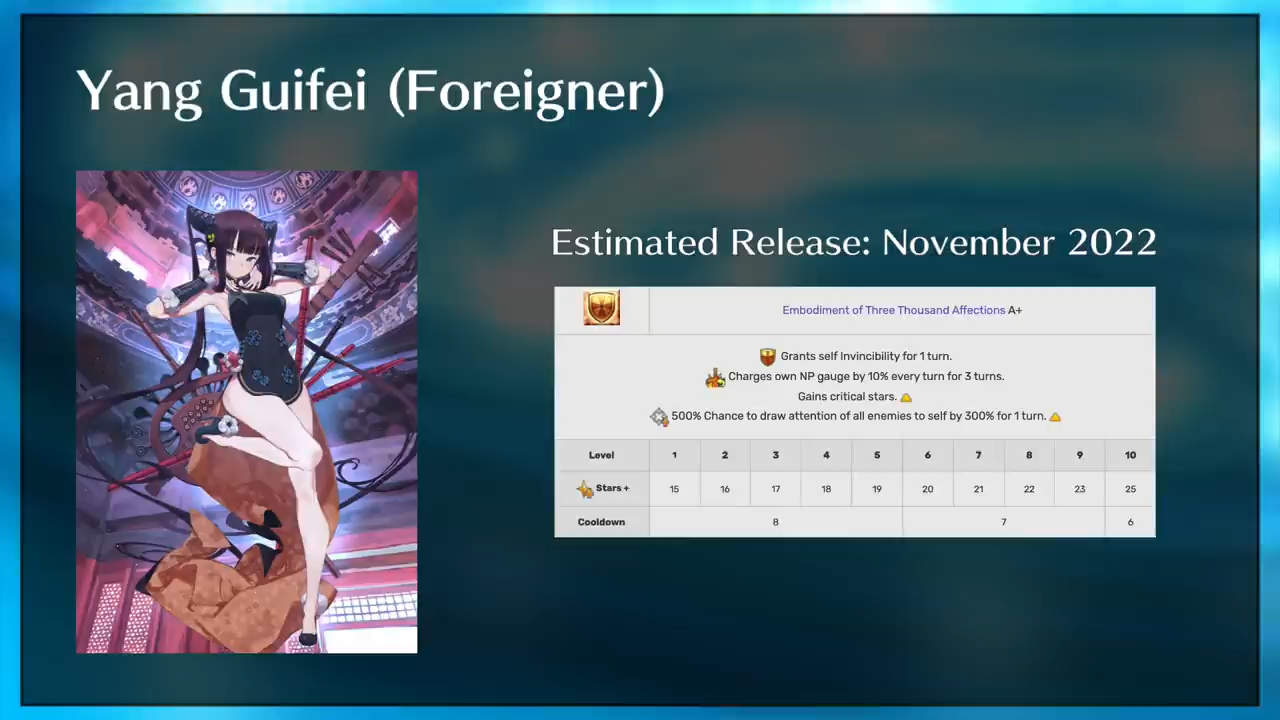 Yang Guifei (Foreigner)
Estimated Release: November 2022
Embodiment of Three Thousand Affections A+
Grants self Invincibility for 1 turn.
Charges own NP gauge by 10% every turn for 3 turns.
Gains critical stars.
500% Chance to draw attention of all enemies to self by 300% for 1 turn.
Level 1 2 3 4 5 6 7 8 9 10
Stars + 15 16 17 18 19 20 21 22 23 25
Cooldown 8 7 6